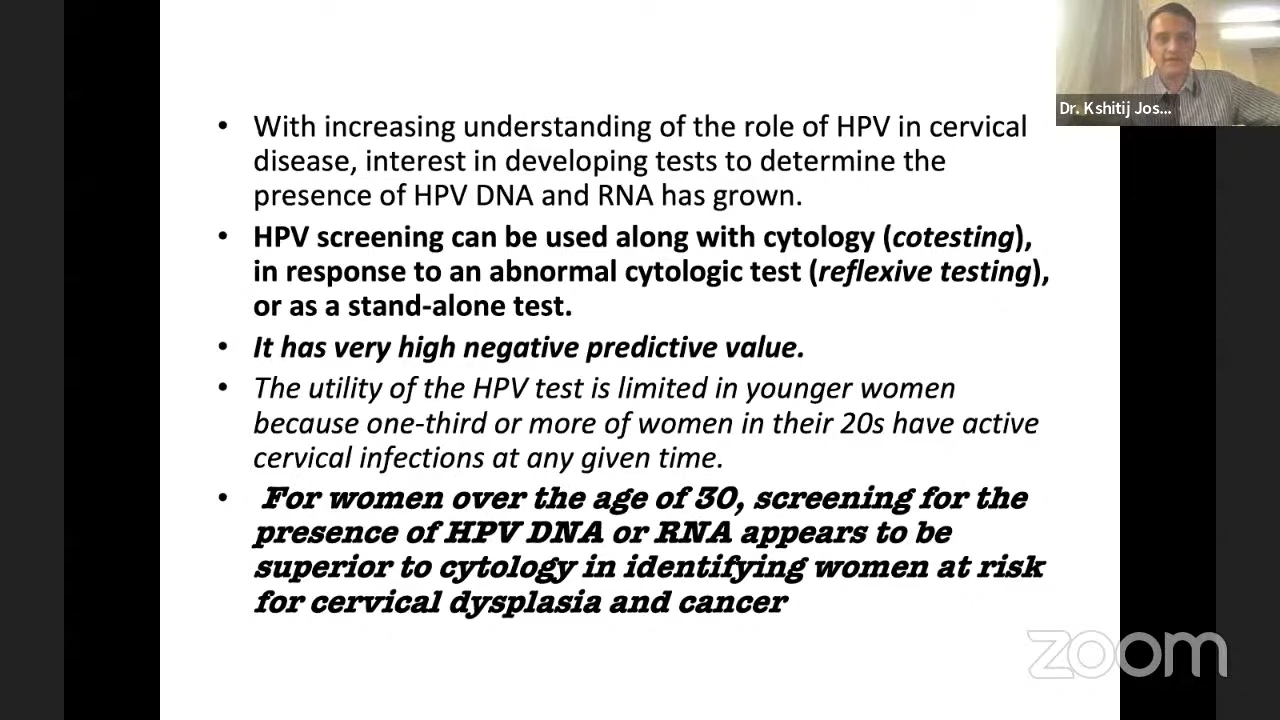 Dr. Kshitij Jos...
• With increasing understanding of the role of HPV in cervical
disease, interest in developing tests to determine the
presence of HPV DNA and RNA has grown.
• HPV screening can be used along with cytology (cotesting),
in response to an abnormal cytologic test (reflexive testing),
or as a stand-alone test.
• It has very high negative predictive value.
• The utility of the HPV test is limited in younger women
because one-third or more of women in their 20s have active
cervical infections at any given time.
• For women over the age of 30, screening for the
presence of HPV DNA or RNA appears to be
superior to cytology in identifying women at risk
for cervical dysplasia and cancer
zoom